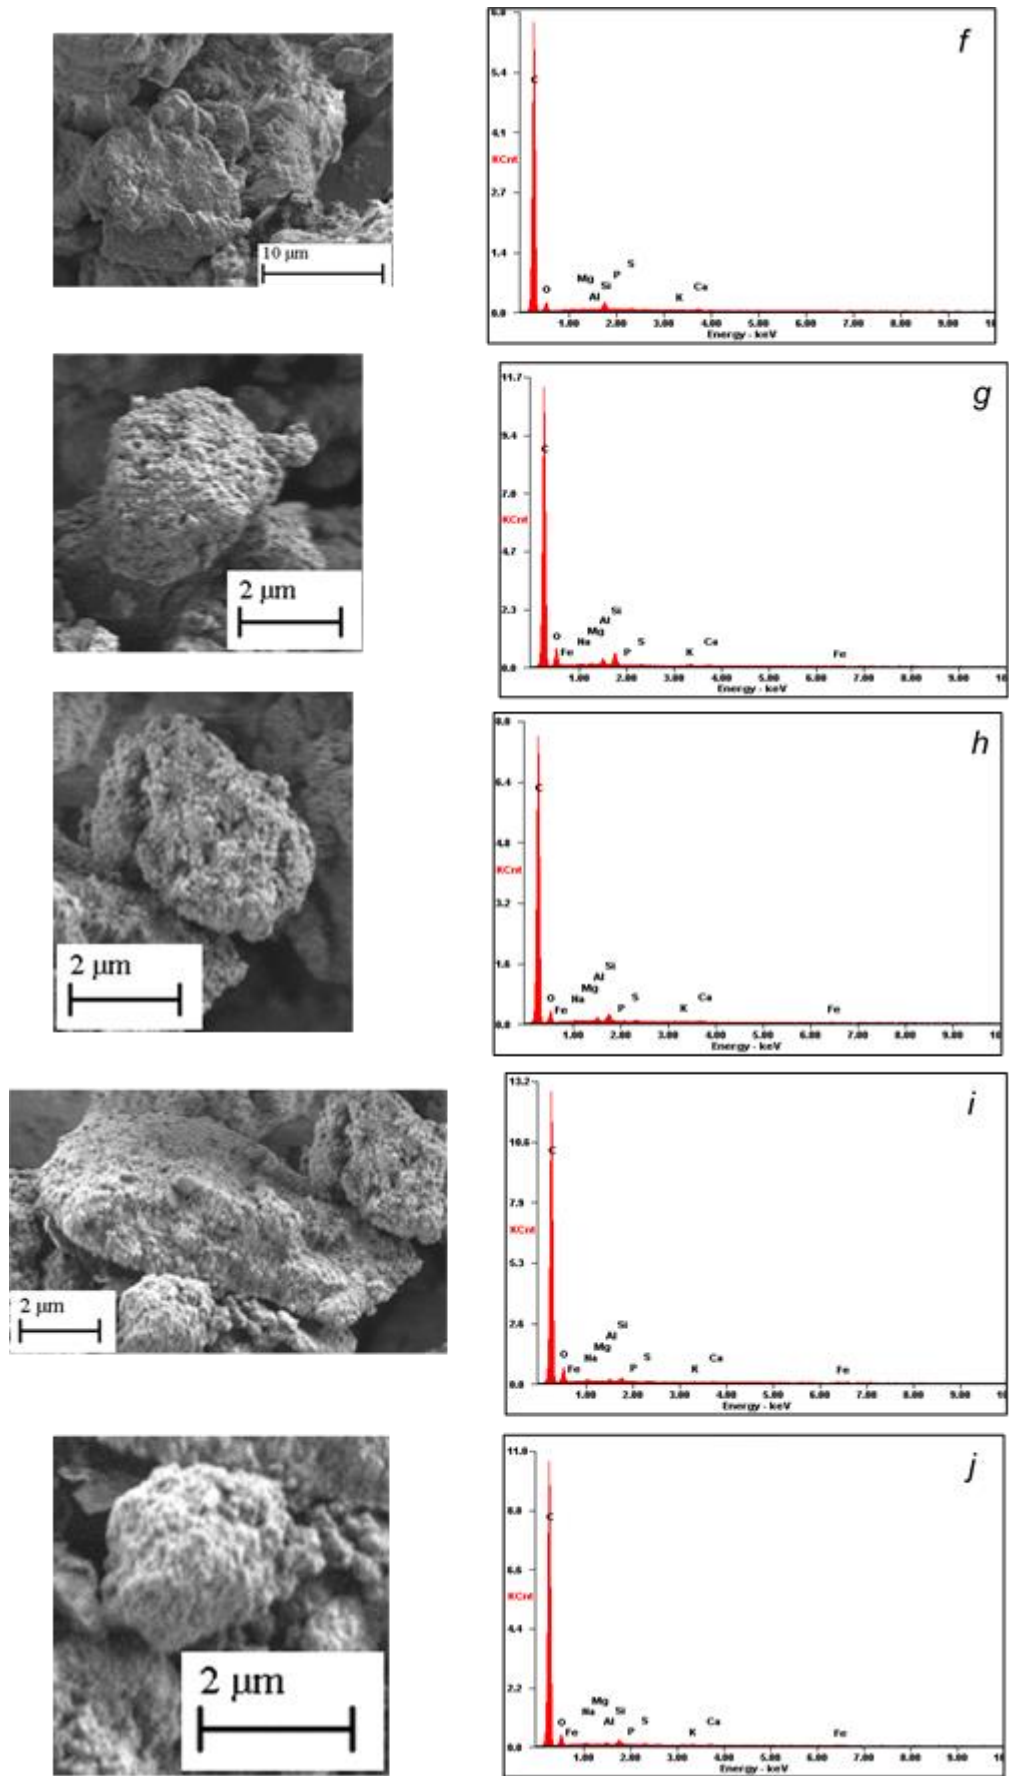 f
6.8
5.4
4.1
KCnt
2.7
1.4
0.0
C
O
Mg
Al
Si
P
S
K
Ca
1.00 2.00 3.00 4.00 5.00 6.00 7.00 8.00 9.00 10
Energy - keV
10 μm
g
11.7
9.4
7.0
KCnt
4.7
2.3
0.0
C
O
Fe
Na
Mg
Al
Si
P
S
K
Ca
Fe
1.00 2.00 3.00 4.00 5.00 6.00 7.00 8.00 9.00 10
Energy - keV
2 μm
h
8.0
6.4
4.8
KCnt
3.2
1.6
0.0
C
O
Fe
Na
Mg
Al
Si
P
S
K
Ca
Fe
1.00 2.00 3.00 4.00 5.00 6.00 7.00 8.00 9.00 10
Energy - keV
2 μm
i
13.2
10.6
7.9
KCnt
5.3
2.6
0.0
C
O
Fe
Na
Mg
Al
Si
P
S
K
Ca
Fe
1.00 2.00 3.00 4.00 5.00 6.00 7.00 8.00 9.00 10
Energy - keV
2 μm
j
11.0
8.8
6.6
KCnt
4.4
2.2
0.0
C
O
Fe
Na
Mg
Al
Si
P
S
K
Ca
Fe
1.00 2.00 3.00 4.00 5.00 6.00 7.00 8.00 9.00 10
Energy - keV
2 μm